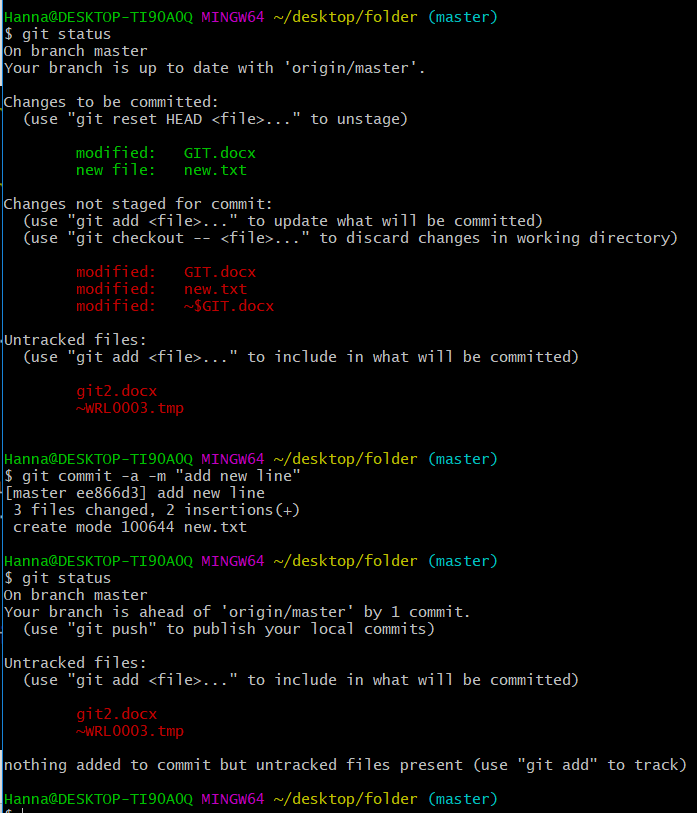 Hanna@DESKTOP-TI90A0Q MINGW64 ~/desktop/folder (master)
$ git status
On branch master
Your branch is up to date with 'origin/master'.
Changes to be committed:
(use "git reset HEAD <file>..." to unstage)
modified: GIT.docx
new file: new.txt
Changes not staged for commit:
(use "git add <file>..." to update what will be committed)
(use "git checkout -- <file>..." to discard changes in working directory)
modified: GIT.docx
modified: new.txt
modified: ~$GIT.docx
Untracked files:
(use "git add <file>..." to include in what will be committed)
git2.docx
~WRL0003.tmp
Hanna@DESKTOP-TI90A0Q MINGW64 ~/desktop/folder (master)
$ git commit -a -m "add new line"
[master ee866d3] add new line
3 files changed, 2 insertions(+)
create mode 100644 new.txt
Hanna@DESKTOP-TI90A0Q MINGW64 ~/desktop/folder (master)
$ git status
On branch master
Your branch is ahead of 'origin/master' by 1 commit.
(use "git push" to publish your local commits)
Untracked files:
(use "git add <file>..." to include in what will be committed)
git2.docx
~WRL0003.tmp
nothing added to commit but untracked files present (use "git add" to track)
Hanna@DESKTOP-TI90A0Q MINGW64 ~/desktop/folder (master)
$